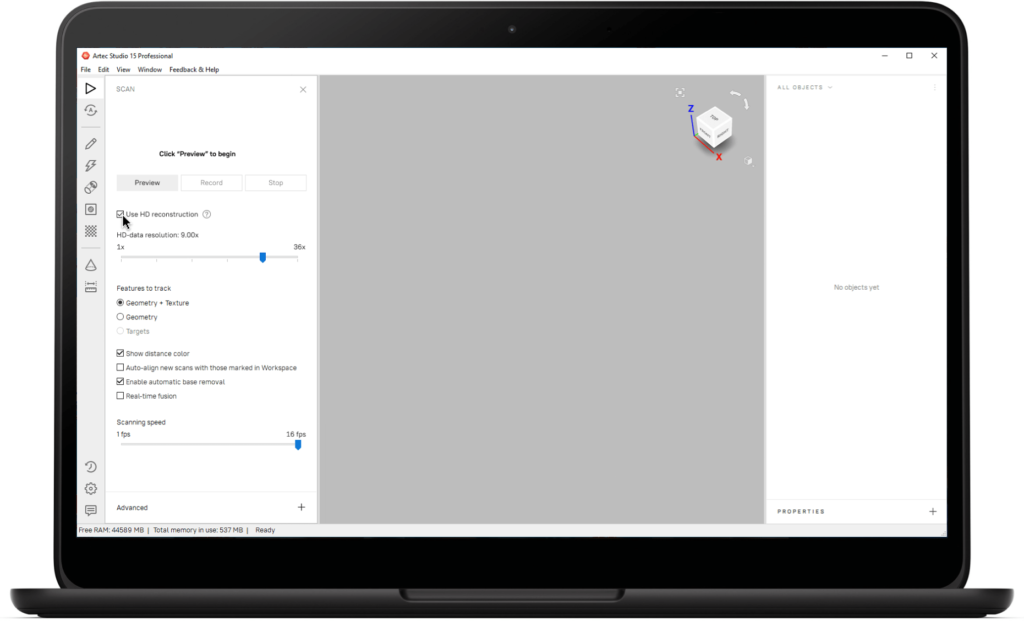 Artec Studio 15 Professional
File Edit View Window Feedback & Help
SCAN
Click "Preview" to begin
Preview Record Stop
Use HD reconstruction ?
HD-data resolution: 9.00x
1x 36x
Features to track
Geometry + Texture
Geometry
Targets
Show distance color
Auto-align new scans with those marked in Workspace
Enable automatic base removal
Real-time fusion
Scanning speed
1 fps 16 fps
Advanced
Z
X
ALL OBJECTS
No objects yet
PROPERTIES
Free RAM: 44589 MB | Total memory in use: 537 MB | Ready